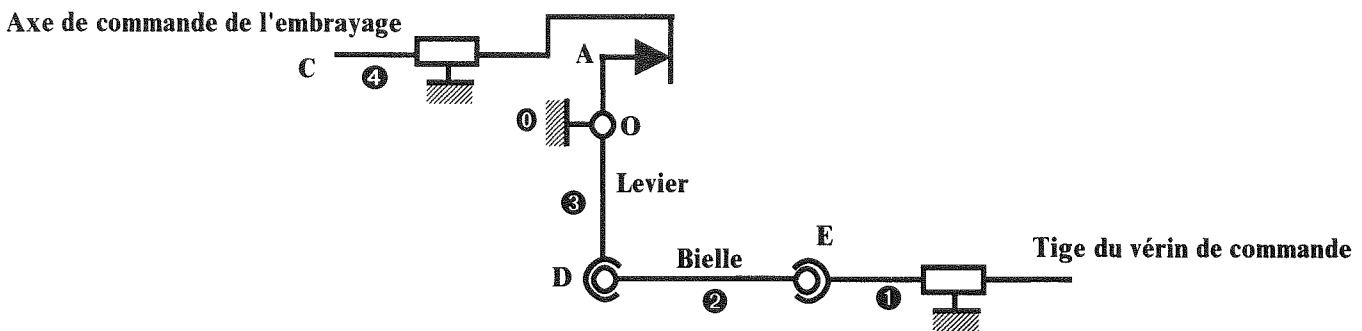 Axe de commande de l'embrayage
C
4
A
0
O
Levier
3
E
Tige du vérin de commande
D
Bielle
2
1